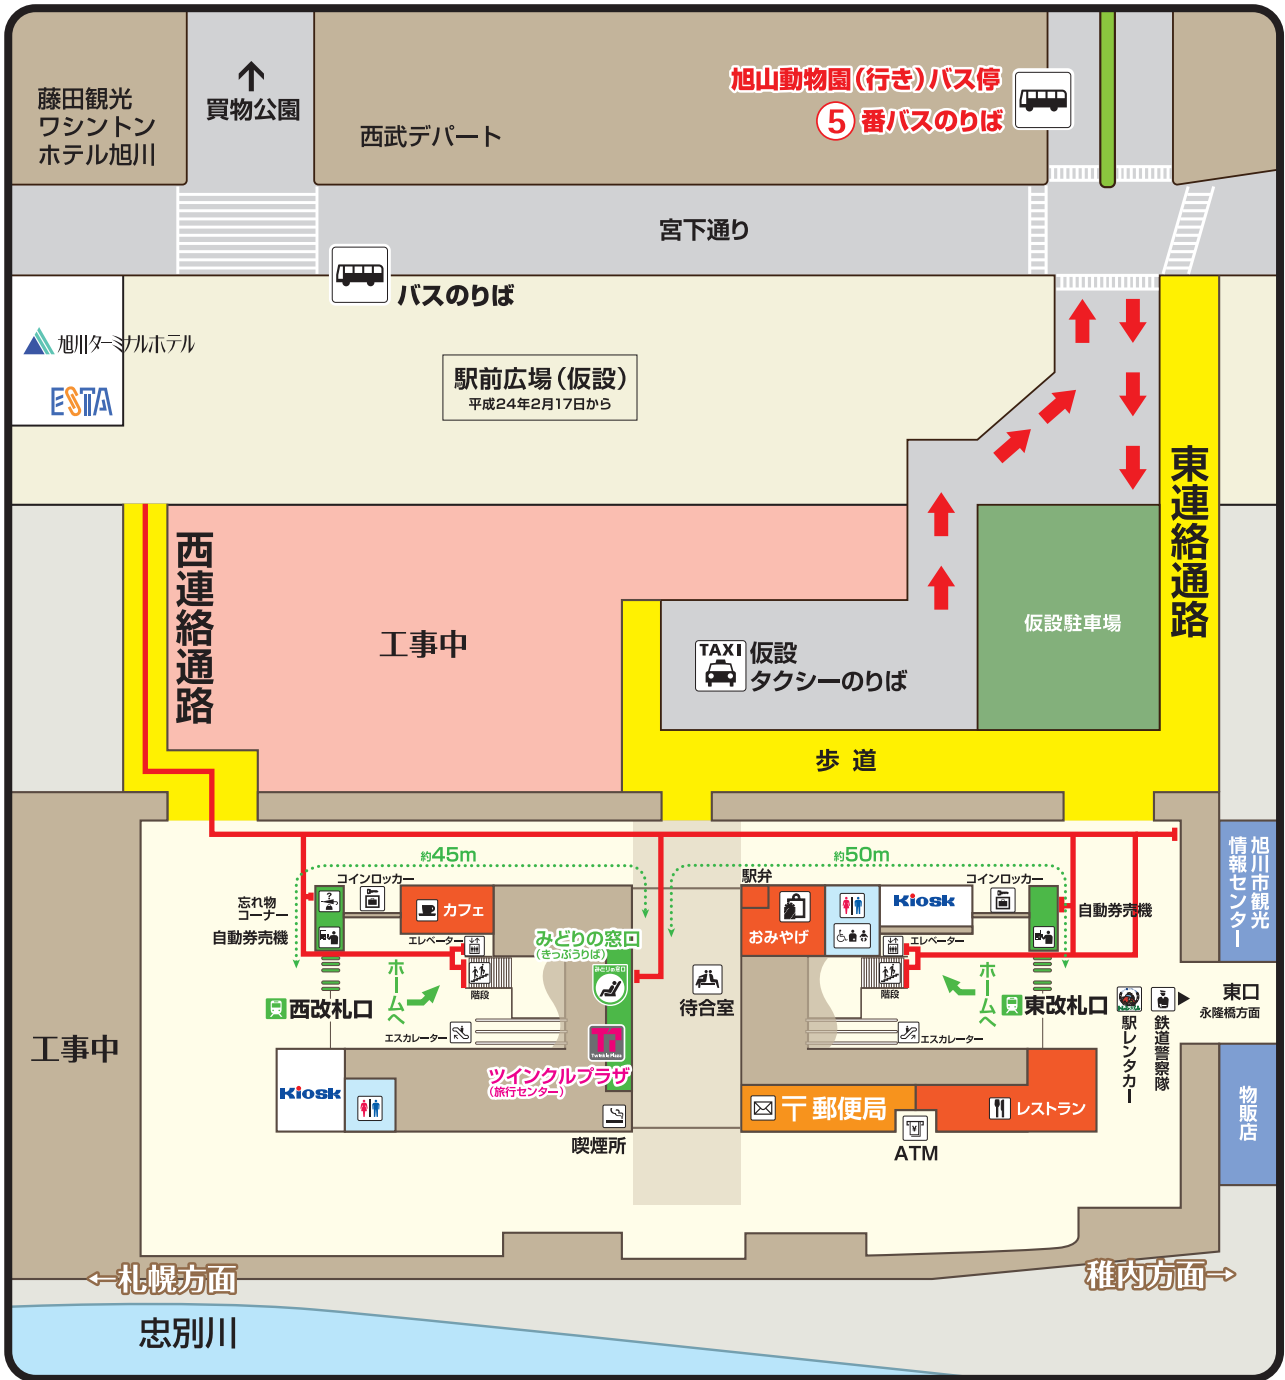 藤田観光
ワシントン
ホテル旭川
買物公園
西武デパート
旭山動物園(行き)バス停
⑤番バスのりば
宮下通り
バスのりば
旭川ターミナルホテル
ESTA
駅前広場(仮設)
平成24年2月17日から
東連絡通路
西連絡通路
工事中
仮設駐車場
TAXI
仮設
タクシーのりば
歩道
約45m
約50m
旭川市観光
情報センター
コインロッカー
忘れ物
コーナー
自動券売機
カフェ
エレベーター
階段
みどりの窓口
(きっぷうりば)
みどりの窓口
ホームへ
西改札口
エスカレーター
駅弁
おみやげ
Kiosk
コインロッカー
自動券売機
エレベーター
階段
ホームへ
東改札口
エスカレーター
待合室
駅レンタカー
鉄道警察隊
東口
永隆橋方面
工事中
Kiosk
Twinkle Plaza
ツインクルプラザ
(旅行センター)
喫煙所
〒郵便局
ATM
レストラン
物販店
←札幌方面
稚内方面→
忠別川